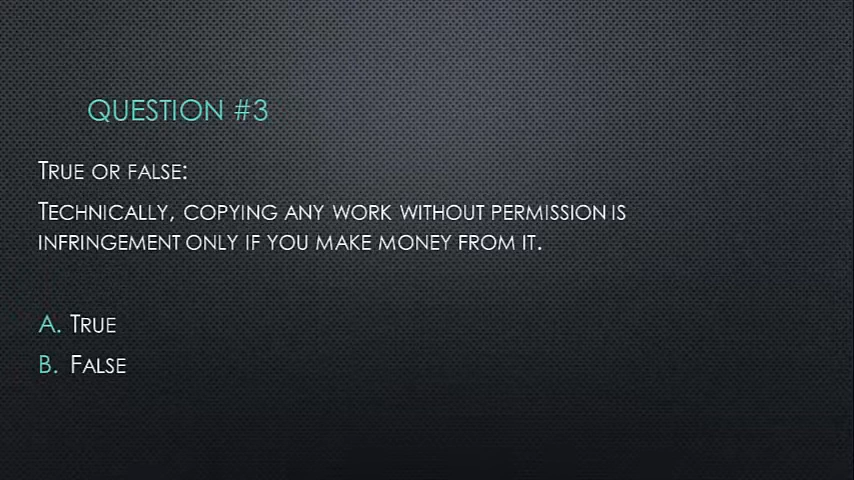 QUESTION #3
TRUE OR FALSE:
TECHNICALLY, COPYING ANY WORK WITHOUT PERMISSION IS
INFRINGEMENT ONLY IF YOU MAKE MONEY FROM IT.
A. TRUE
B. FALSE